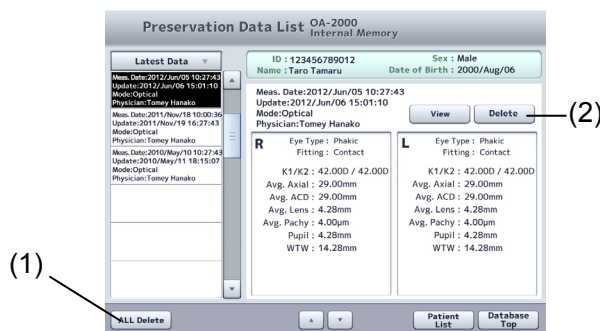 Preservation Data List OA-2000
Internal Memory
Latest Data ▼
Meas. Date:2012/Jun/05 10:27:43
Update:2012/Jun/06 15:01:10
Mode:Optical
Physician:Tomey Hanako
Meas. Date:2011/Nov/18 10:00:36
Update:2011/Nov/19 16:27:43
Mode:Optical
Physician:Tomey Hanako
Meas. Date:2010/May/10 10:27:43
Update:2010/May/11 18:15:07
Mode:Optical
Physician:Tomey Hanako
ID : 123456789012 Sex : Male
Name : Taro Tamaru Date of Birth : 2000/Aug/06
Meas. Date:2012/Jun/05 10:27:43
Update:2012/Jun/06 15:01:10
Mode:Optical
Physician:Tomey Hanako
View Delete
(2)
R Eye Type : Phakic
Fitting : Contact
K1/K2 : 42.00D / 42.00D
Avg. Axial : 29.00mm
Avg. ACD : 29.00mm
Avg. Lens : 4.28mm
Avg. Pachy : 4.00μm
Pupil : 4.28mm
WTW : 14.28mm
L Eye Type : Phakic
Fitting : Contact
K1/K2 : 42.00D / 42.00D
Avg. Axial : 29.00mm
Avg. ACD : 29.00mm
Avg. Lens : 4.28mm
Avg. Pachy : 4.00μm
Pupil : 4.28mm
WTW : 14.28mm
(1)
ALL Delete ▲ ▼ Patient List Database Top